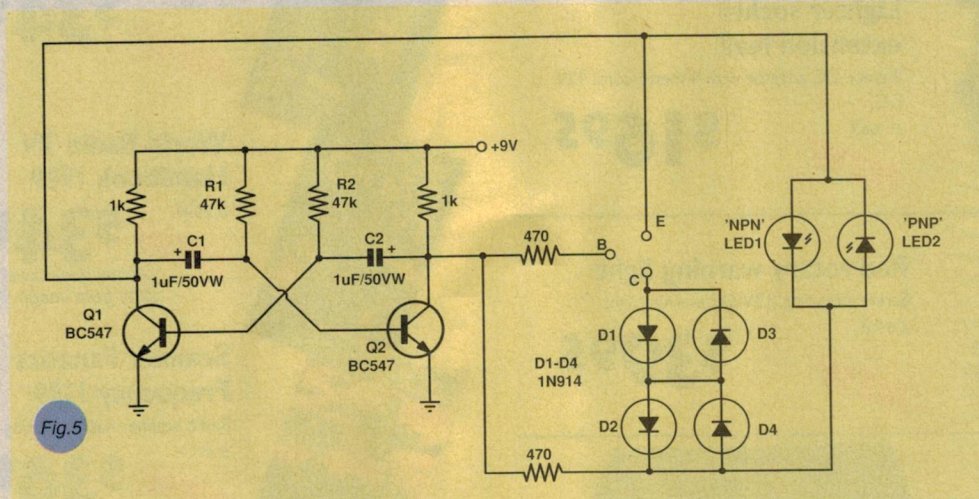 +9V
1k
R1
47k
R2
47k
1k
+
C1
1uF/50VW
C2
+
1uF/50VW
470
B
E
C
'NPN'
LED1
'PNP'
LED2
Q1
BC547
Q2
BC547
D1
D3
D1-D4
1N914
D2
D4
470
Fig.5